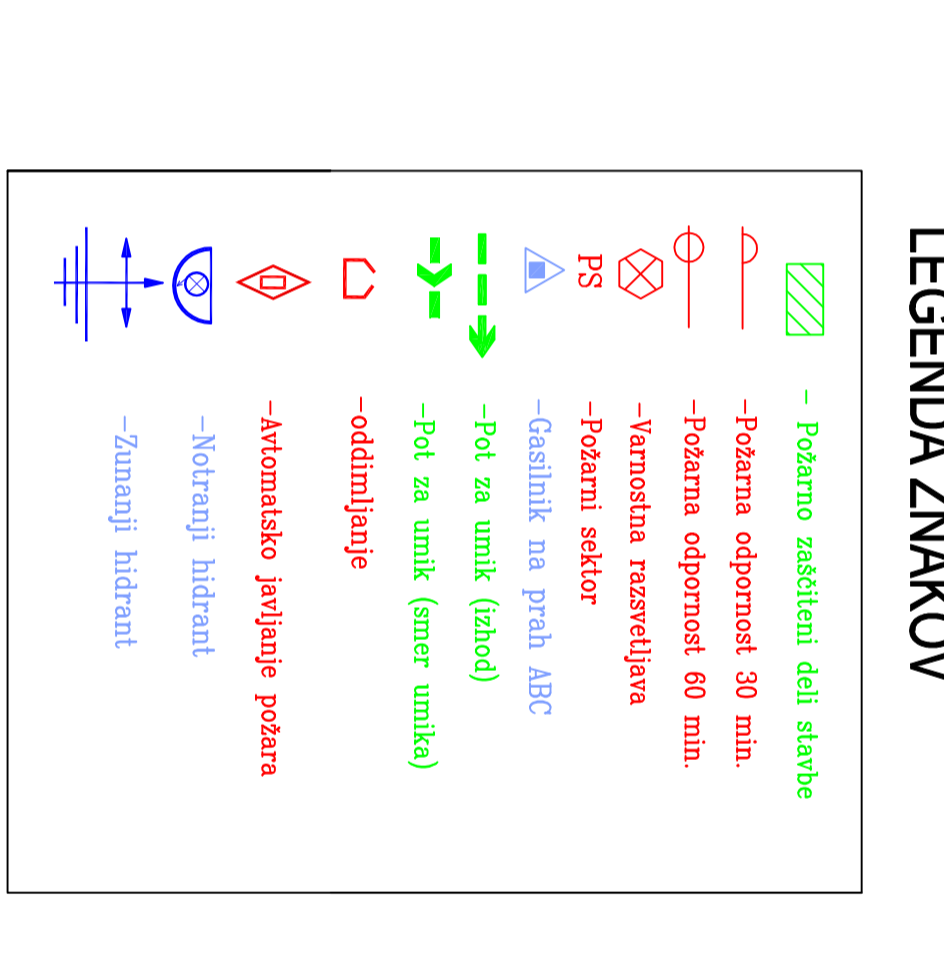 LEGENDA ZNAKOV
- Požarno zaščiteni deli stavbe
-Požarna odpornost 30 min.
-Požarna odpornost 60 min.
-Varnostna razsvetljava
PS -Požarni sektor
-Gasilnik na prah ABC
-Pot za umik (izhod)
-Pot za umik (smer umika)
-oddimljanje
-Avtomatsko javljanje požara
-Notranji hidrant
-Zunanji hidrant